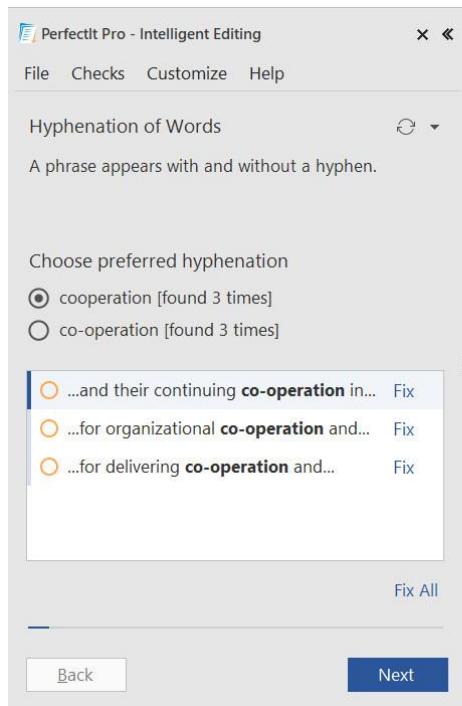 PerfectIt Pro - Intelligent Editing
File Checks Customize Help
Hyphenation of Words
A phrase appears with and without a hyphen.
Choose preferred hyphenation
cooperation [found 3 times]
co-operation [found 3 times]
...and their continuing co-operation in... Fix
...for organizational co-operation and... Fix
...for delivering co-operation and... Fix
Fix All
Back Next